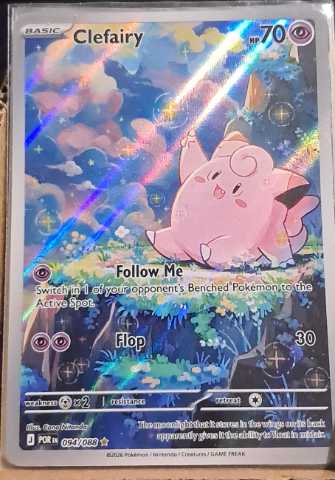 BASIC
Clefairy
HP 70
Follow Me
Switch in 1 of your opponent's Benched Pokémon to the
Active Spot.
Flop 30
weakness ×2 resistance retreat
Illus.
J POR EN 094/088
The moonlight that it stores in the wings on its back
apparently gives it the ability to float in midair.
©2026 Pokémon / Nintendo / Creatures / GAME FREAK